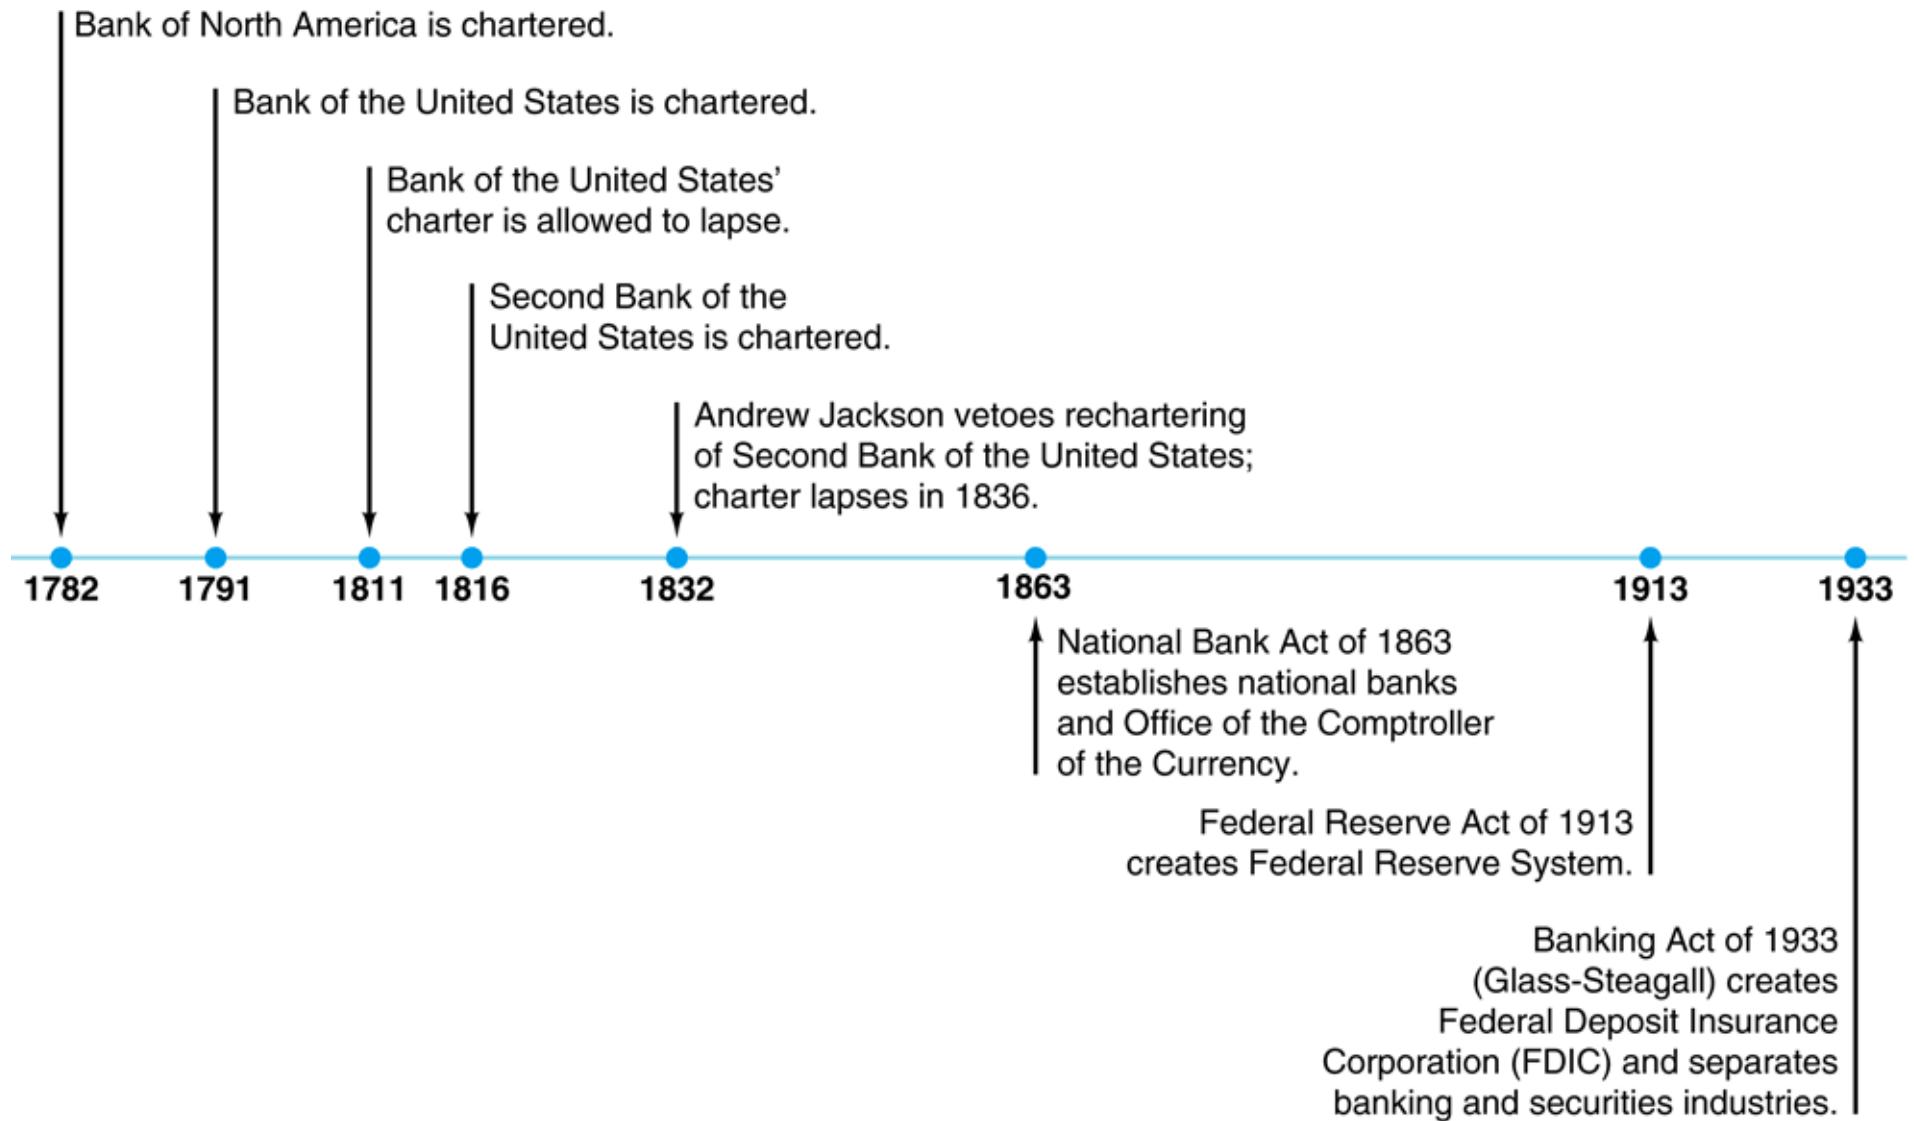 Bank of North America is chartered.
Bank of the United States is chartered.
Bank of the United States’
charter is allowed to lapse.
Second Bank of the
United States is chartered.
Andrew Jackson vetoes rechartering
of Second Bank of the United States;
charter lapses in 1836.
1782 1791 1811 1816 1832 1863 1913 1933
National Bank Act of 1863
establishes national banks
and Office of the Comptroller
of the Currency.
Federal Reserve Act of 1913
creates Federal Reserve System.
Banking Act of 1933
(Glass-Steagall) creates
Federal Deposit Insurance
Corporation (FDIC) and separates
banking and securities industries.